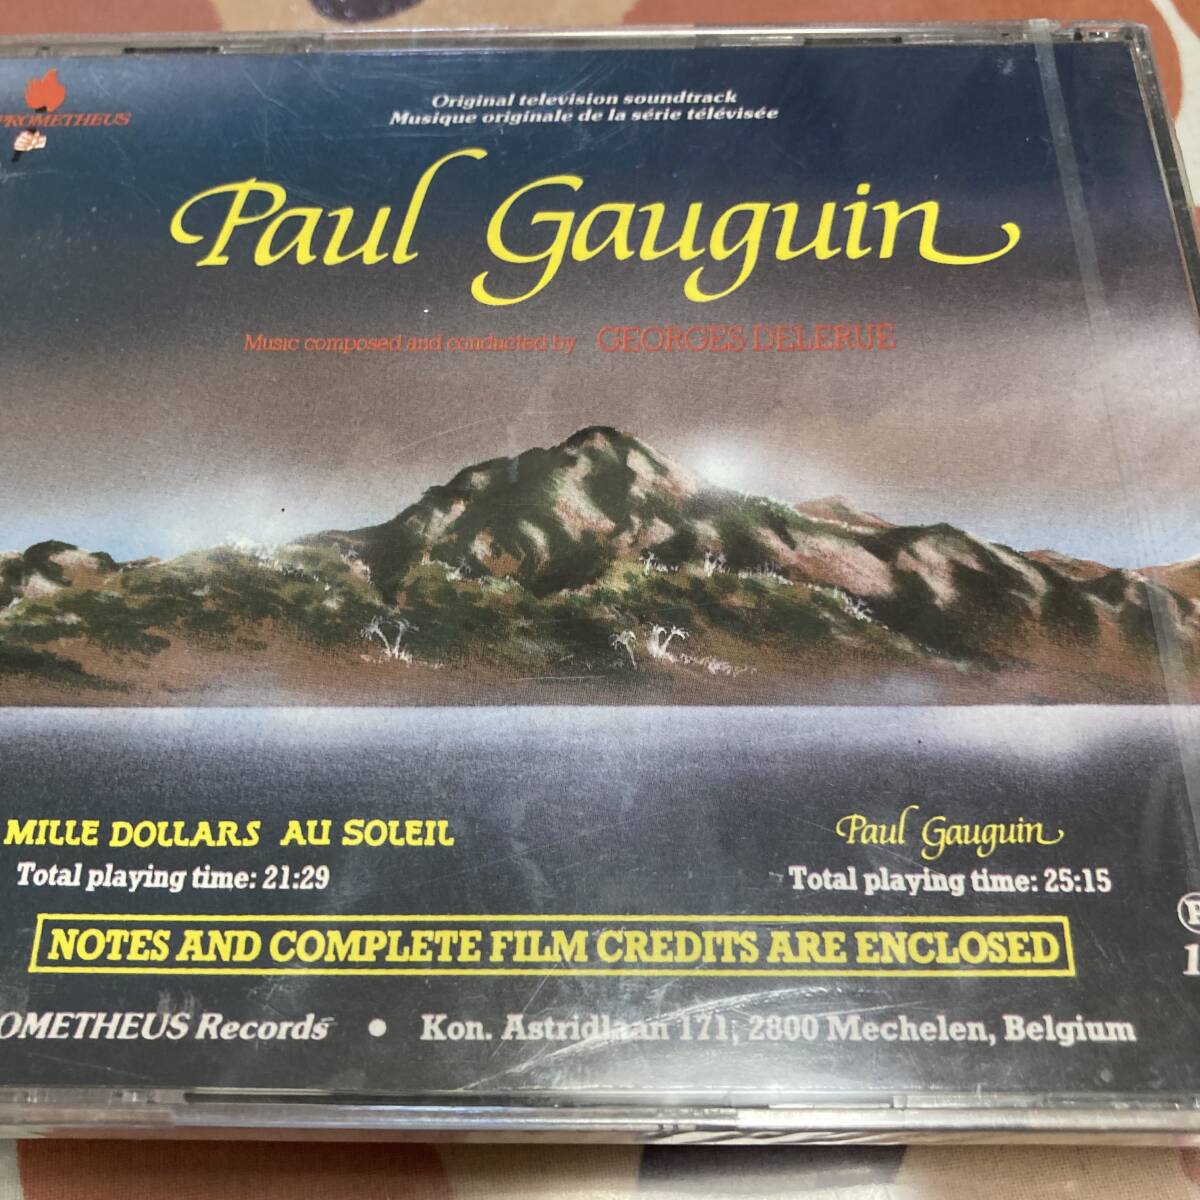 PROMETHEUS
Original television soundtrack
Musique originale de la série télévisée
Paul Gauguin
Music composed and conducted by GEORGES DELERUE
MILLE DOLLARS AU SOLEIL
Total playing time: 21:29
Paul Gauguin
Total playing time: 25:15
NOTES AND COMPLETE FILM CREDITS ARE ENCLOSED
OMETHEUS Records • Kon. Astridlaan 171, 2800 Mechelen, Belgium